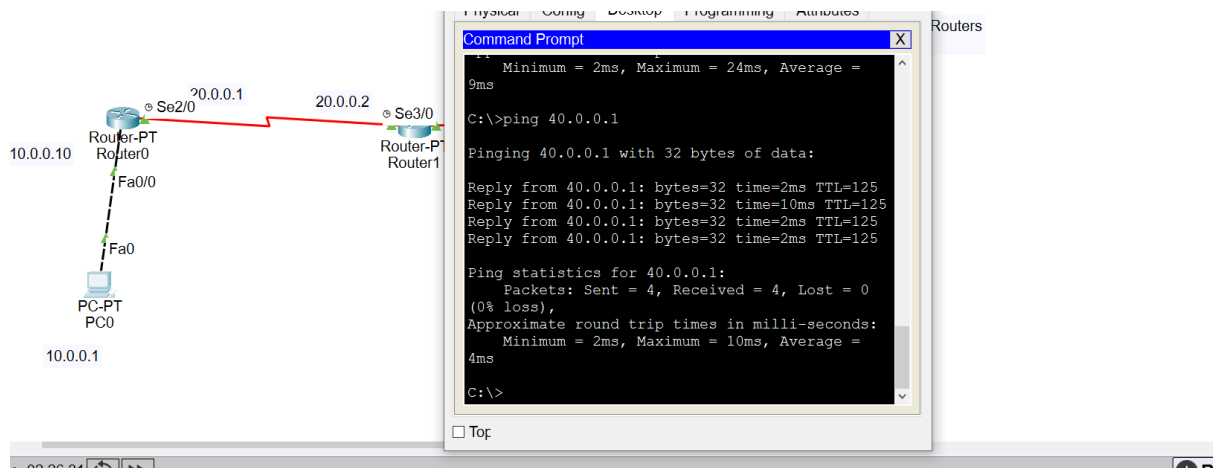 Physical Config Desktop Programming Attributes
Routers
Command Prompt
X
Minimum = 2ms, Maximum = 24ms, Average =
9ms
C:\>ping 40.0.0.1
Pinging 40.0.0.1 with 32 bytes of data:
Reply from 40.0.0.1: bytes=32 time=2ms TTL=125
Reply from 40.0.0.1: bytes=32 time=10ms TTL=125
Reply from 40.0.0.1: bytes=32 time=2ms TTL=125
Reply from 40.0.0.1: bytes=32 time=2ms TTL=125
Ping statistics for 40.0.0.1:
Packets: Sent = 4, Received = 4, Lost = 0
(0% loss),
Approximate round trip times in milli-seconds:
Minimum = 2ms, Maximum = 10ms, Average =
4ms
C:\>
Top
20.0.0.1
Se2/0
20.0.0.2
Se3/0
Router-PT
Router0
10.0.0.10
Router-PT
Router1
Fa0/0
Fa0
PC-PT
PC0
10.0.0.1